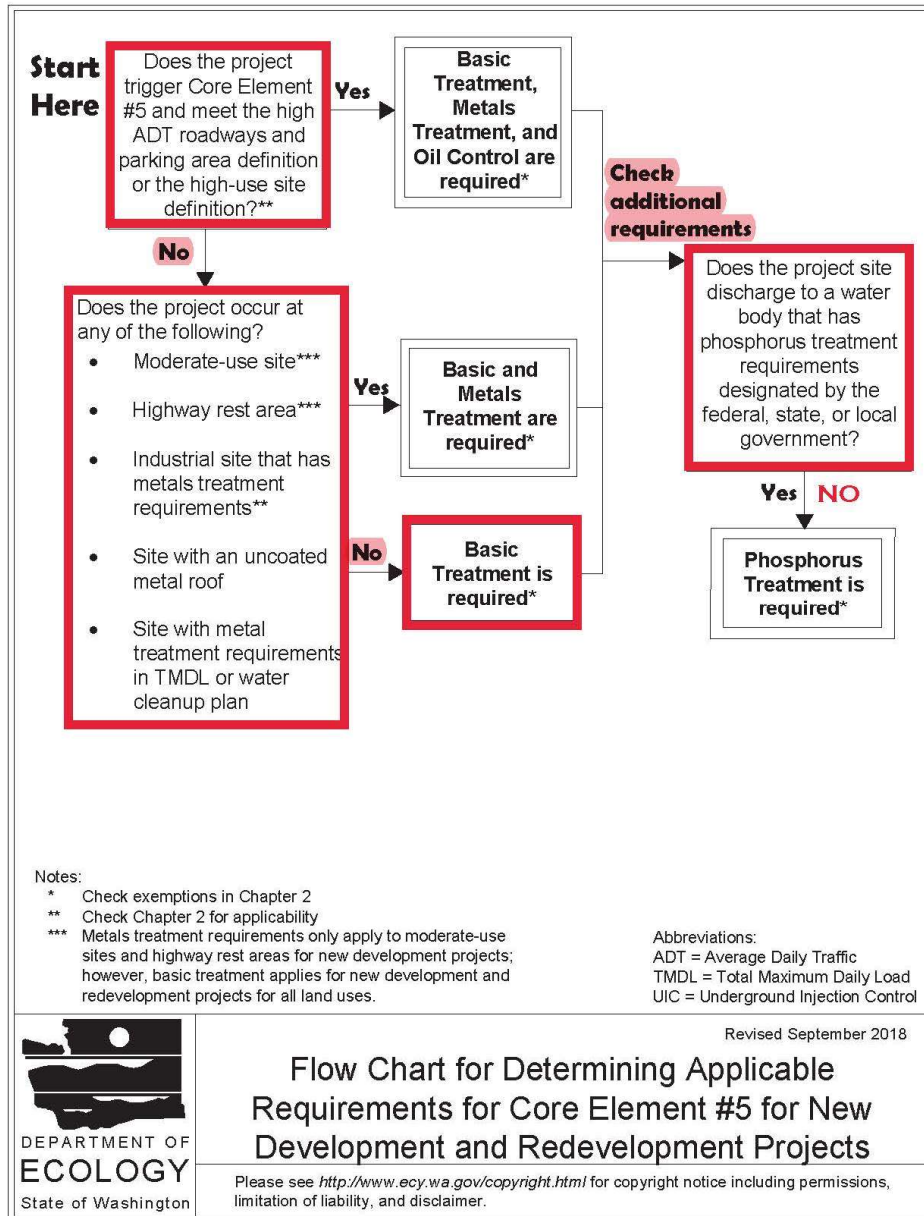 Start
Here
Does the project
trigger Core Element
#5 and meet the high
ADT roadways and
parking area definition
or the high-use site
definition?**
Yes
Basic
Treatment,
Metals
Treatment, and
Oil Control are
required*
Check
additional
requirements
No
Does the project occur at
any of the following?
• Moderate-use site***
• Highway rest area***
• Industrial site that has
metals treatment
requirements**
• Site with an uncoated
metal roof
• Site with metal
treatment requirements
in TMDL or water
cleanup plan
Yes
Basic and
Metals
Treatment are
required*
No
Basic
Treatment is
required*
Does the project site
discharge to a water
body that has
phosphorus treatment
requirements
designated by the
federal, state, or local
government?
Yes NO
Phosphorus
Treatment is
required*
Notes:
* Check exemptions in Chapter 2
** Check Chapter 2 for applicability
*** Metals treatment requirements only apply to moderate-use
sites and highway rest areas for new development projects;
however, basic treatment applies for new development and
redevelopment projects for all land uses.
Abbreviations:
ADT = Average Daily Traffic
TMDL = Total Maximum Daily Load
UIC = Underground Injection Control
DEPARTMENT OF
ECOLOGY
State of Washington
Revised September 2018
Flow Chart for Determining Applicable
Requirements for Core Element #5 for New
Development and Redevelopment Projects
Please see http://www.ecy.wa.gov/copyright.html for copyright notice including permissions,
limitation of liability, and disclaimer.